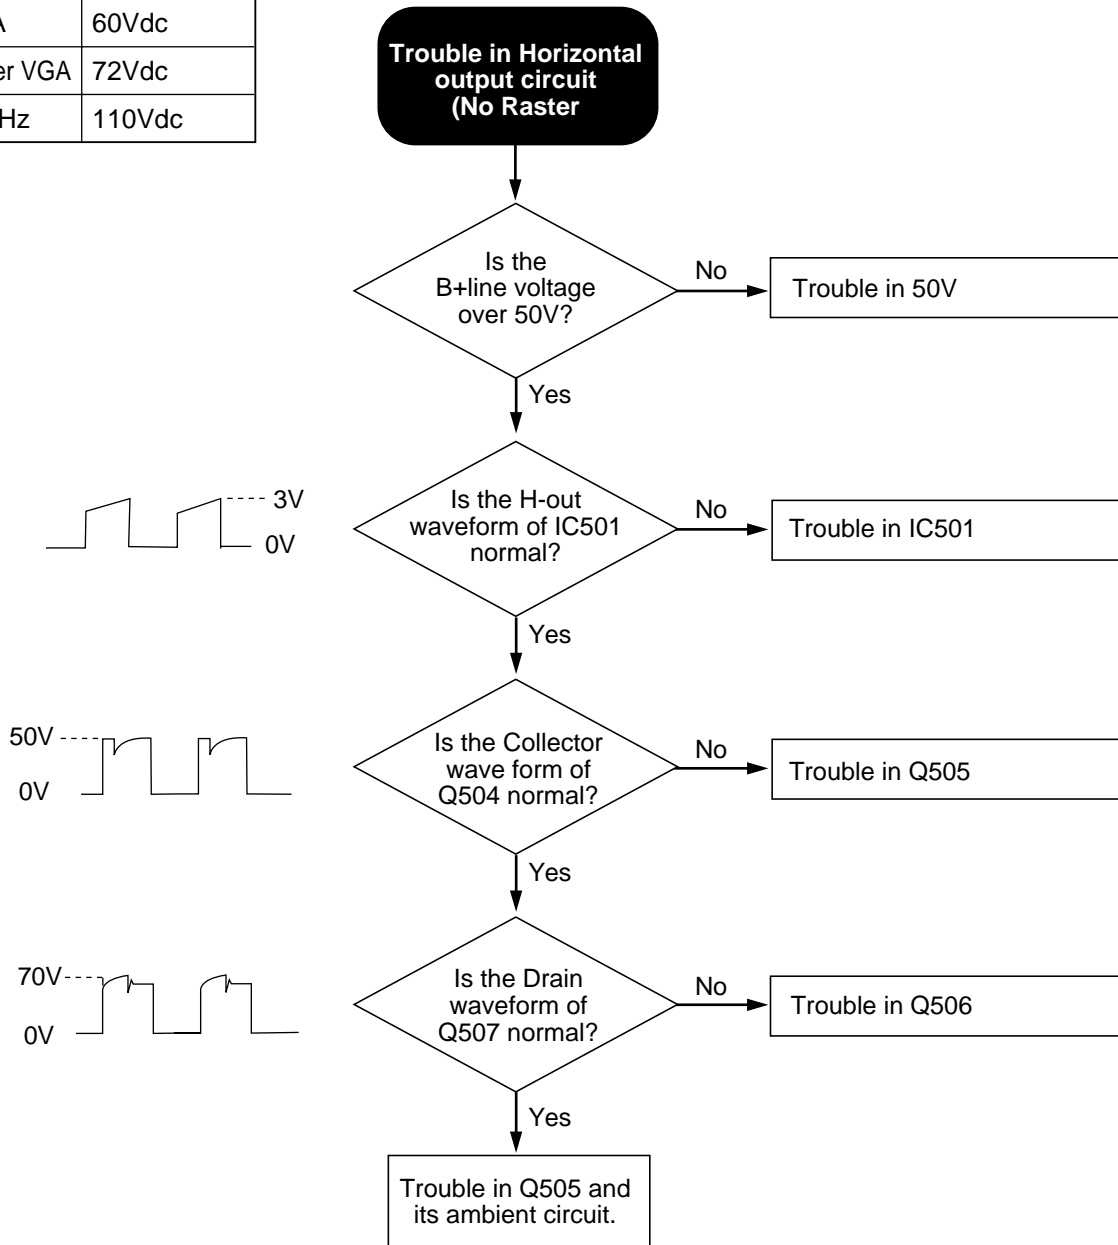 A 60Vdc
er VGA 72Vdc
Hz 110Vdc
Trouble in Horizontal
output circuit
(No Raster
Is the
B+line voltage
over 50V?
No
Trouble in 50V
Yes
3V
0V
Is the H-out
waveform of IC501
normal?
No
Trouble in IC501
Yes
50V
0V
Is the Collector
wave form of
Q504 normal?
No
Trouble in Q505
Yes
70V
0V
Is the Drain
waveform of
Q507 normal?
No
Trouble in Q506
Yes
Trouble in Q505 and
its ambient circuit.